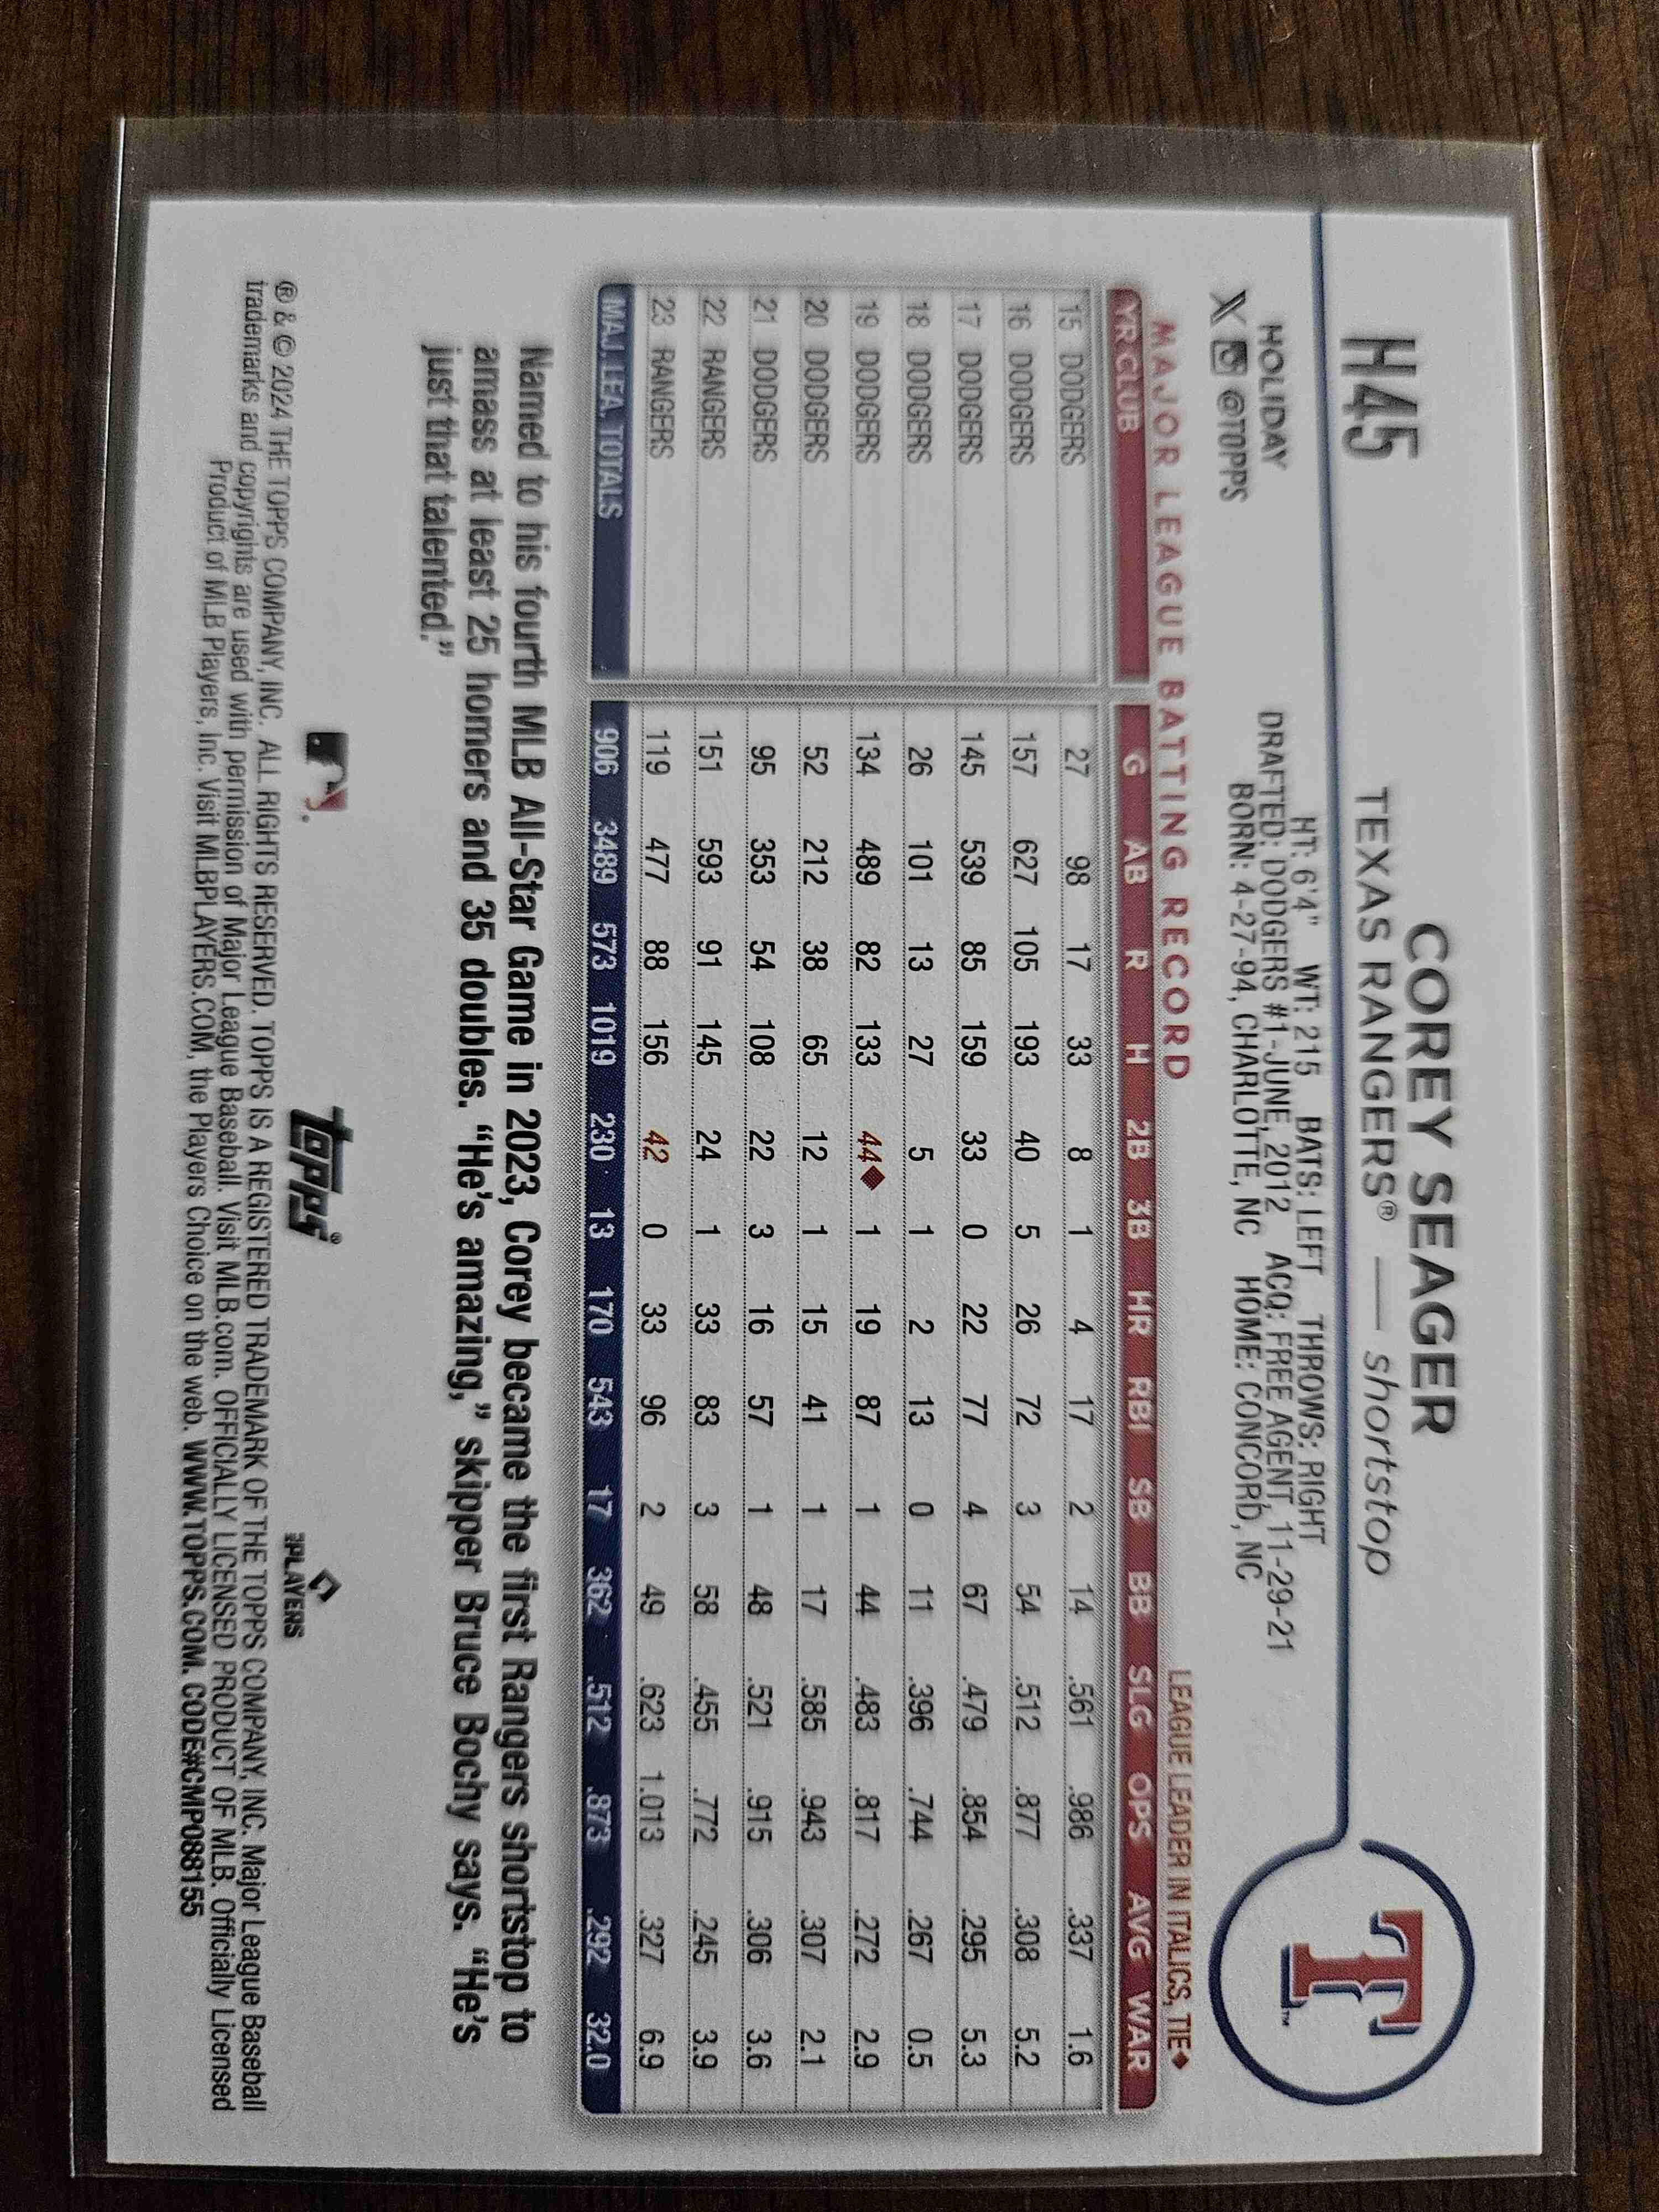 H45
COREY SEAGER
TEXAS RANGERS® — shortstop
HOLIDAY
X @TOPPS
HT: 6'4" WT: 215 BATS: LEFT THROWS: RIGHT
DRAFTED: DODGERS #1-JUNE, 2012 ACQ: FREE AGENT, 11-29-21
BORN: 4-27-94, CHARLOTTE, NC HOME: CONCORD, NC
T™
MAJOR LEAGUE BATTING RECORD LEAGUE LEADER IN ITALICS, TIE◆
YR CLUB G AB R H 2B 3B HR RBI SB BB SLG OPS AVG WAR
15 DODGERS 27 98 17 33 8 1 4 17 2 14 .561 .986 .337 1.6
16 DODGERS 157 627 105 193 40 5 26 72 3 54 .512 .877 .308 5.2
17 DODGERS 145 539 85 159 33 0 22 77 4 67 .479 .854 .295 5.3
18 DODGERS 26 101 13 27 5 1 2 13 0 11 .396 .744 .267 0.5
19 DODGERS 134 489 82 133 44◆ 1 19 87 1 44 .483 .817 .272 2.9
20 DODGERS 52 212 38 65 12 1 15 41 1 17 .585 .943 .307 2.1
21 DODGERS 95 353 54 108 22 3 16 57 1 48 .521 .915 .306 3.6
22 RANGERS 151 593 91 145 24 1 33 83 3 58 .455 .772 .245 3.9
23 RANGERS 119 477 88 156 42 0 33 96 2 49 .623 1.013 .327 6.9
MAJ. LEA. TOTALS 906 3489 573 1019 230 13 170 543 17 362 .512 .873 .292 32.0
Named to his fourth MLB All-Star Game in 2023, Corey became the first Rangers shortstop to
amass at least 25 homers and 35 doubles. “He’s amazing,” skipper Bruce Bochy says. “He’s
just that talented.”
topps®
PLAYERS
® & © 2024 THE TOPPS COMPANY, INC. ALL RIGHTS RESERVED. TOPPS IS A REGISTERED TRADEMARK OF THE TOPPS COMPANY, INC. Major League Baseball
trademarks and copyrights are used with permission of Major League Baseball. Visit MLB.com. OFFICIALLY LICENSED PRODUCT OF MLB. Officially Licensed
Product of MLB Players, Inc. Visit MLBPLAYERS.COM, the Players Choice on the web. WWW.TOPPS.COM. CODE#CMP088155